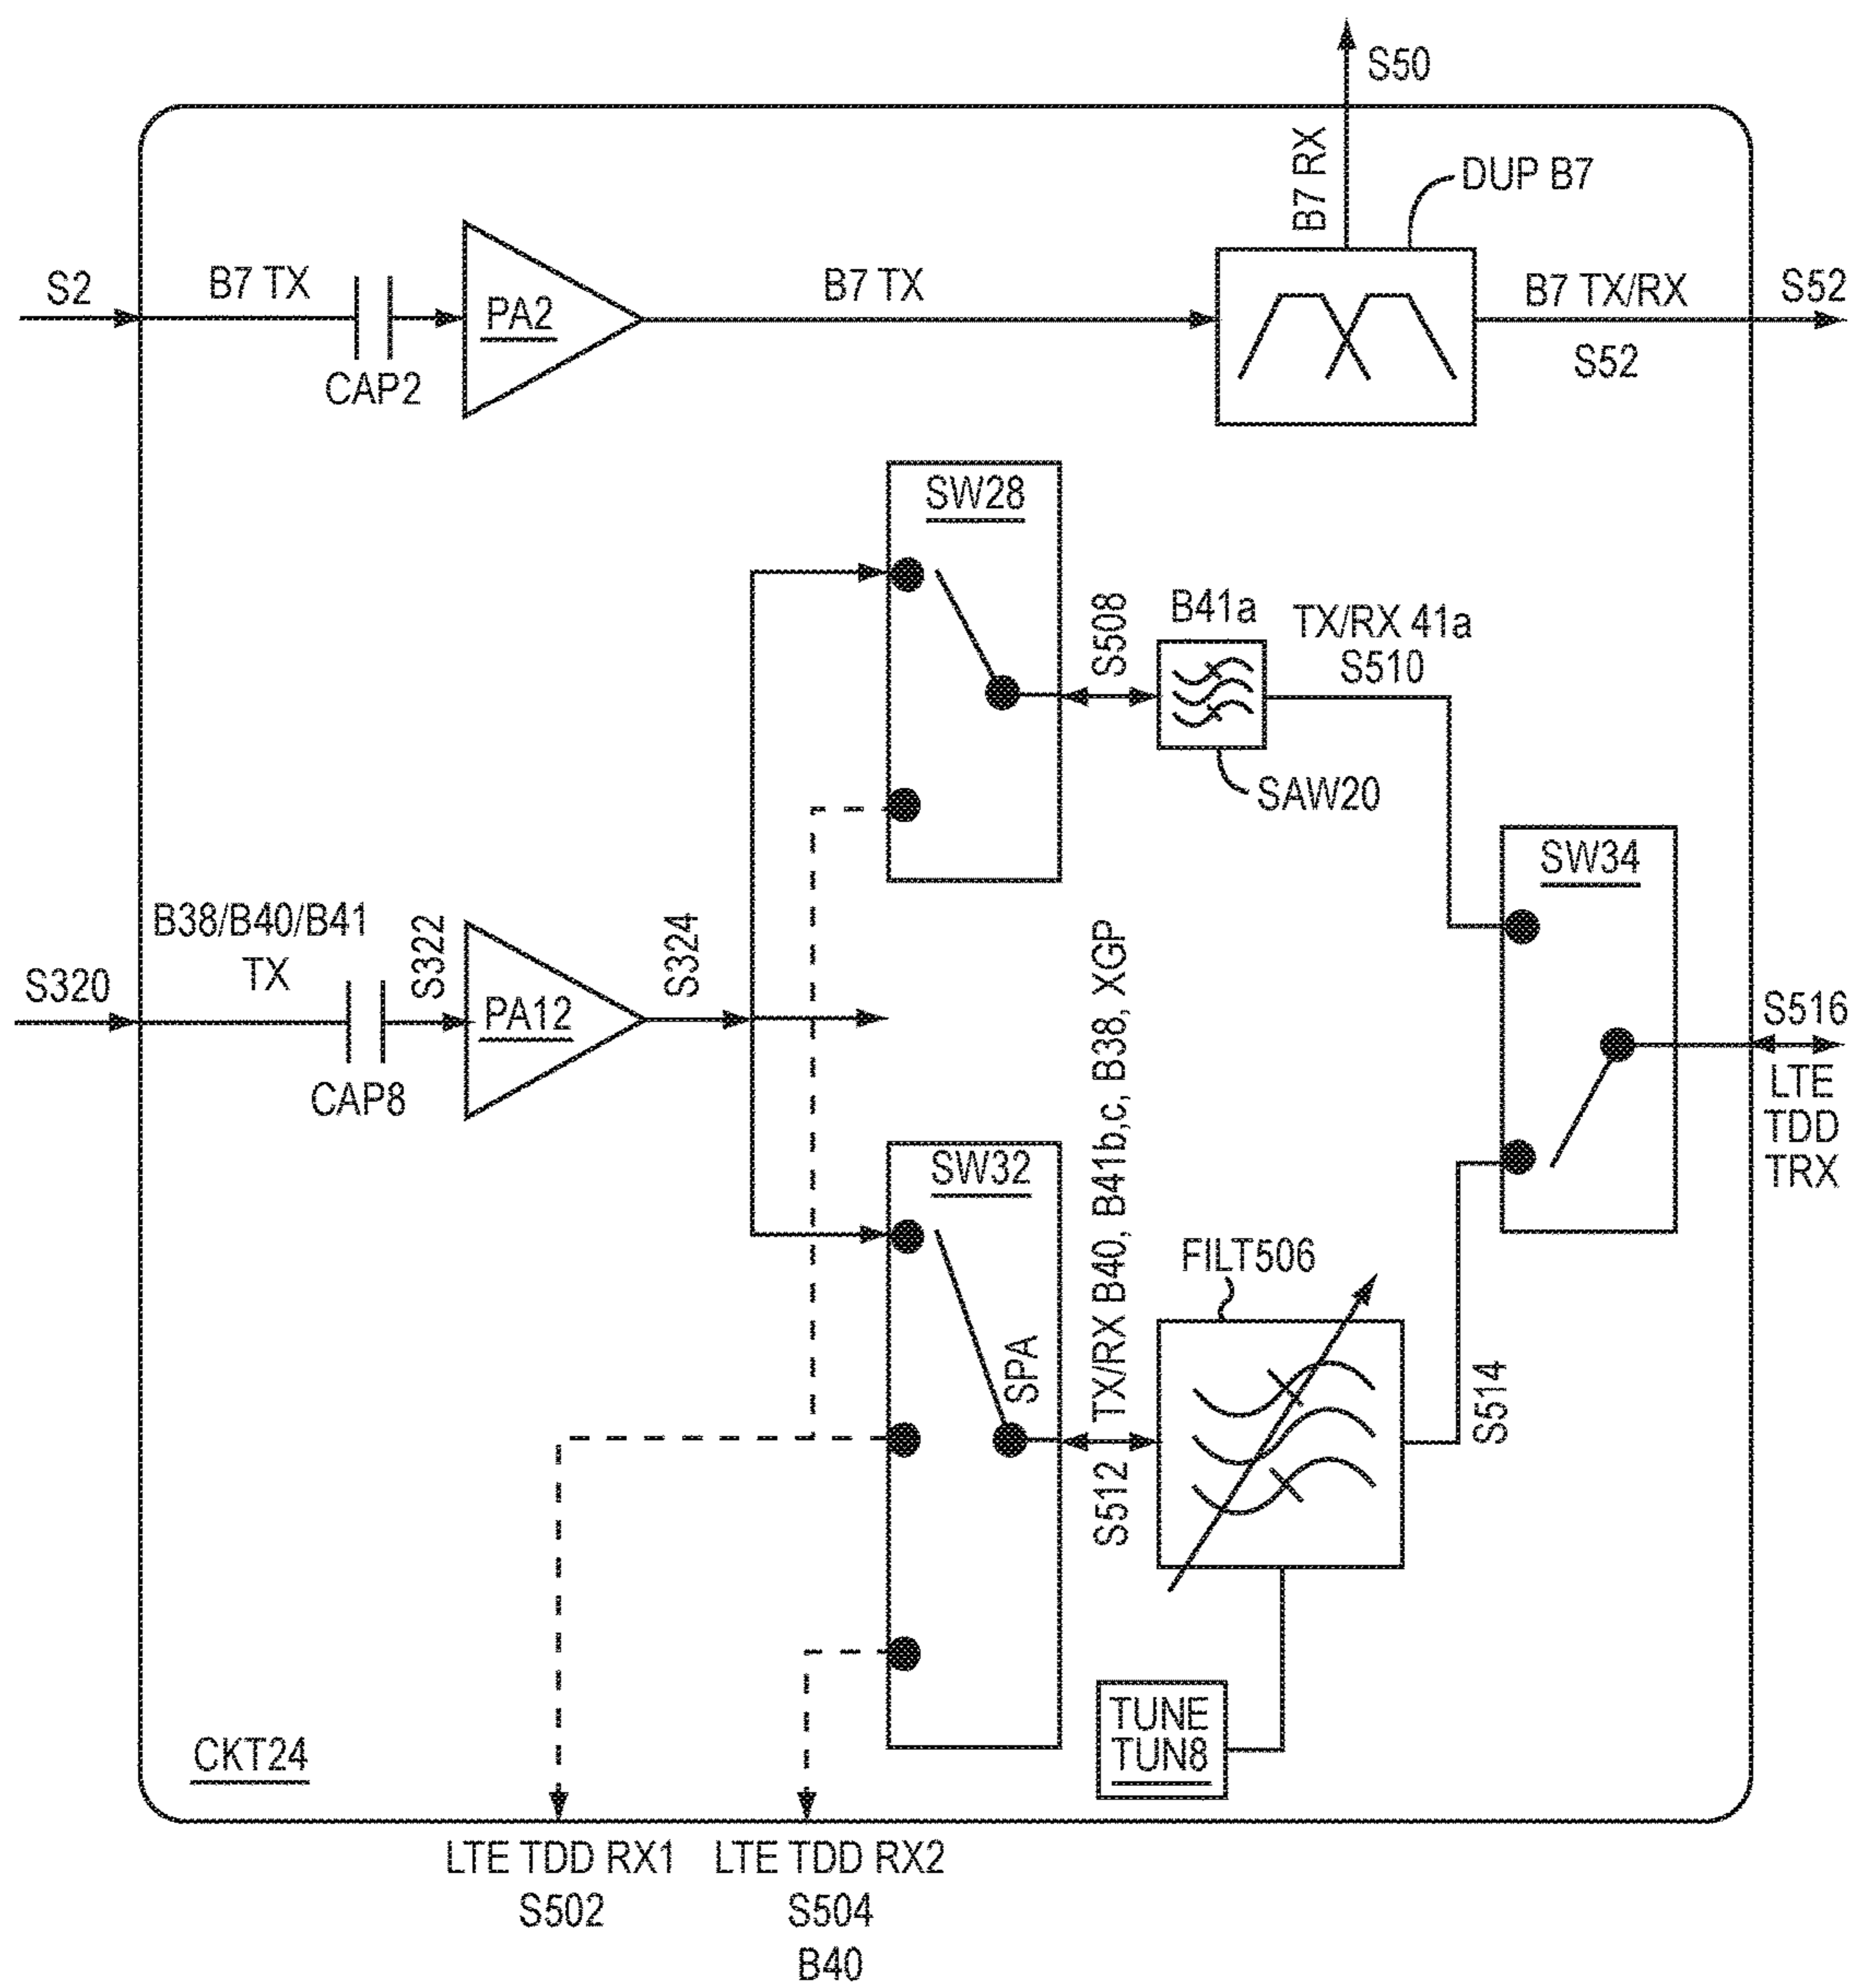 S50
B7 RX
DUP B7
S2
B7 TX
CAP2
PA2
B7 TX
B7 TX/RX
S52
S52
SW28
S508
B41a
TX/RX 41a
S510
SAW20
SW34
B38/B40/B41
TX
S320
S322
CAP8
PA12
S324
S516
LTE
TDD
TRX
SW32
SPA
S512 TX/RX B40, B41b,c, B38, XGP
FILT506
S514
TUNE
TUN8
CKT24
LTE TDD RX1
S502
LTE TDD RX2
S504
B40